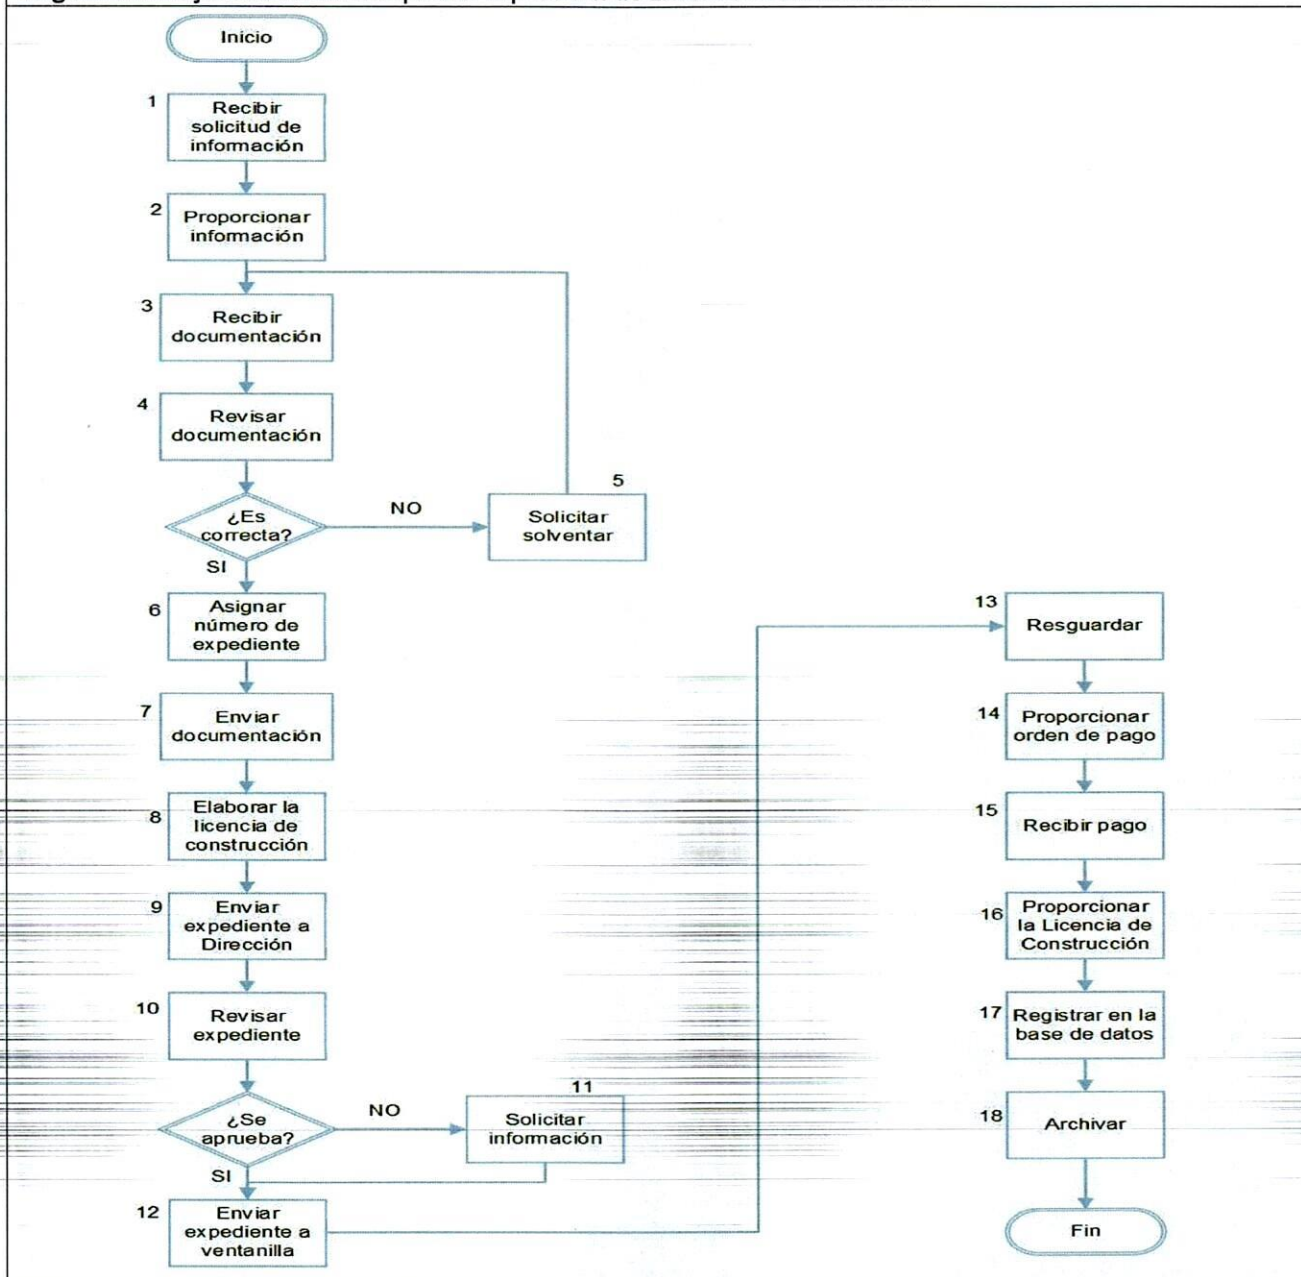 Inicio
1
Recibir
solicitud de
información
2
Proporcionar
información
3
Recibir
documentación
4
Revisar
documentación
¿Es
correcta?
NO
5
Solicitar
solventar
SI
6
Asignar
número de
expediente
7
Enviar
documentación
8
Elaborar la
licencia de
construcción
9
Enviar
expediente a
Dirección
10
Revisar
expediente
¿Se
aprueba?
NO
11
Solicitar
información
SI
12
Enviar
expediente a
ventanilla
13
Resguardar
14
Proporcionar
orden de pago
15
Recibir pago
16
Proporcionar
la Licencia de
Construcción
17
Registrar en la
base de datos
18
Archivar
Fin